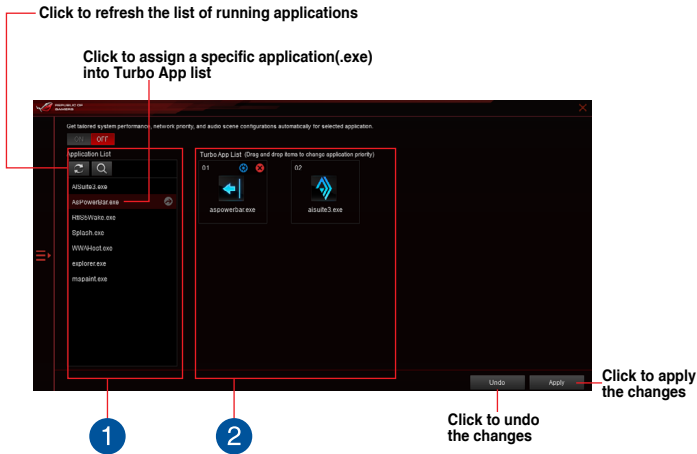 Click to refresh the list of running applications
Click to assign a specific application(.exe)
into Turbo App list
REPUBLIC OF
GAMERS
Get tailored system performance, network priority, and audio scene configurations automatically for selected application.
ON OFF
Application List
Turbo App List (Drag and drop items to change application priority)
01
02
AISuite3.exe
AsPowerBar.exe
aspowerbar.exe
aisuite3.exe
Splash.exe
WWAHost.exe
explorer.exe
mspaint.exe
Undo
Apply
Click to apply
the changes
Click to undo
the changes
1
2